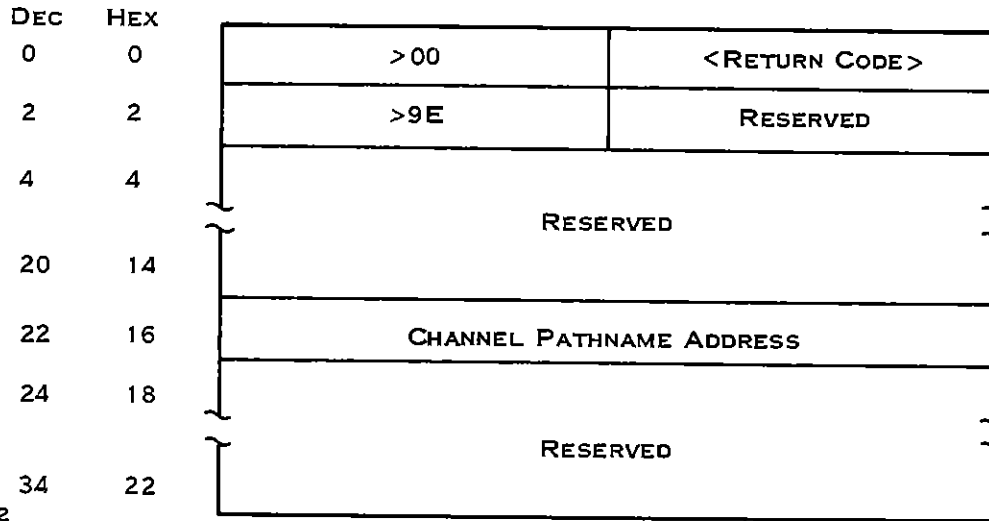 DEC HEX
0 0 >00 <RETURN CODE>
2 2 >9E RESERVED
4 4
RESERVED
20 14
22 16 CHANNEL PATHNAME ADDRESS
24 18
RESERVED
34 22
2